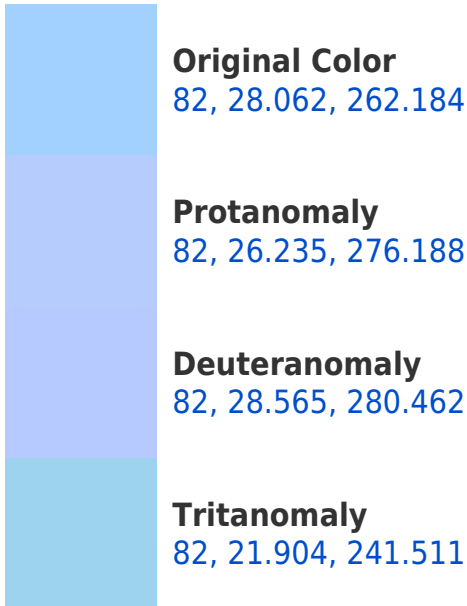 Original Color
82, 28.062, 262.184
Protanomaly
82, 26.235, 276.188
Deuteranomaly
82, 28.565, 280.462
Tritanomaly
82, 21.904, 241.511